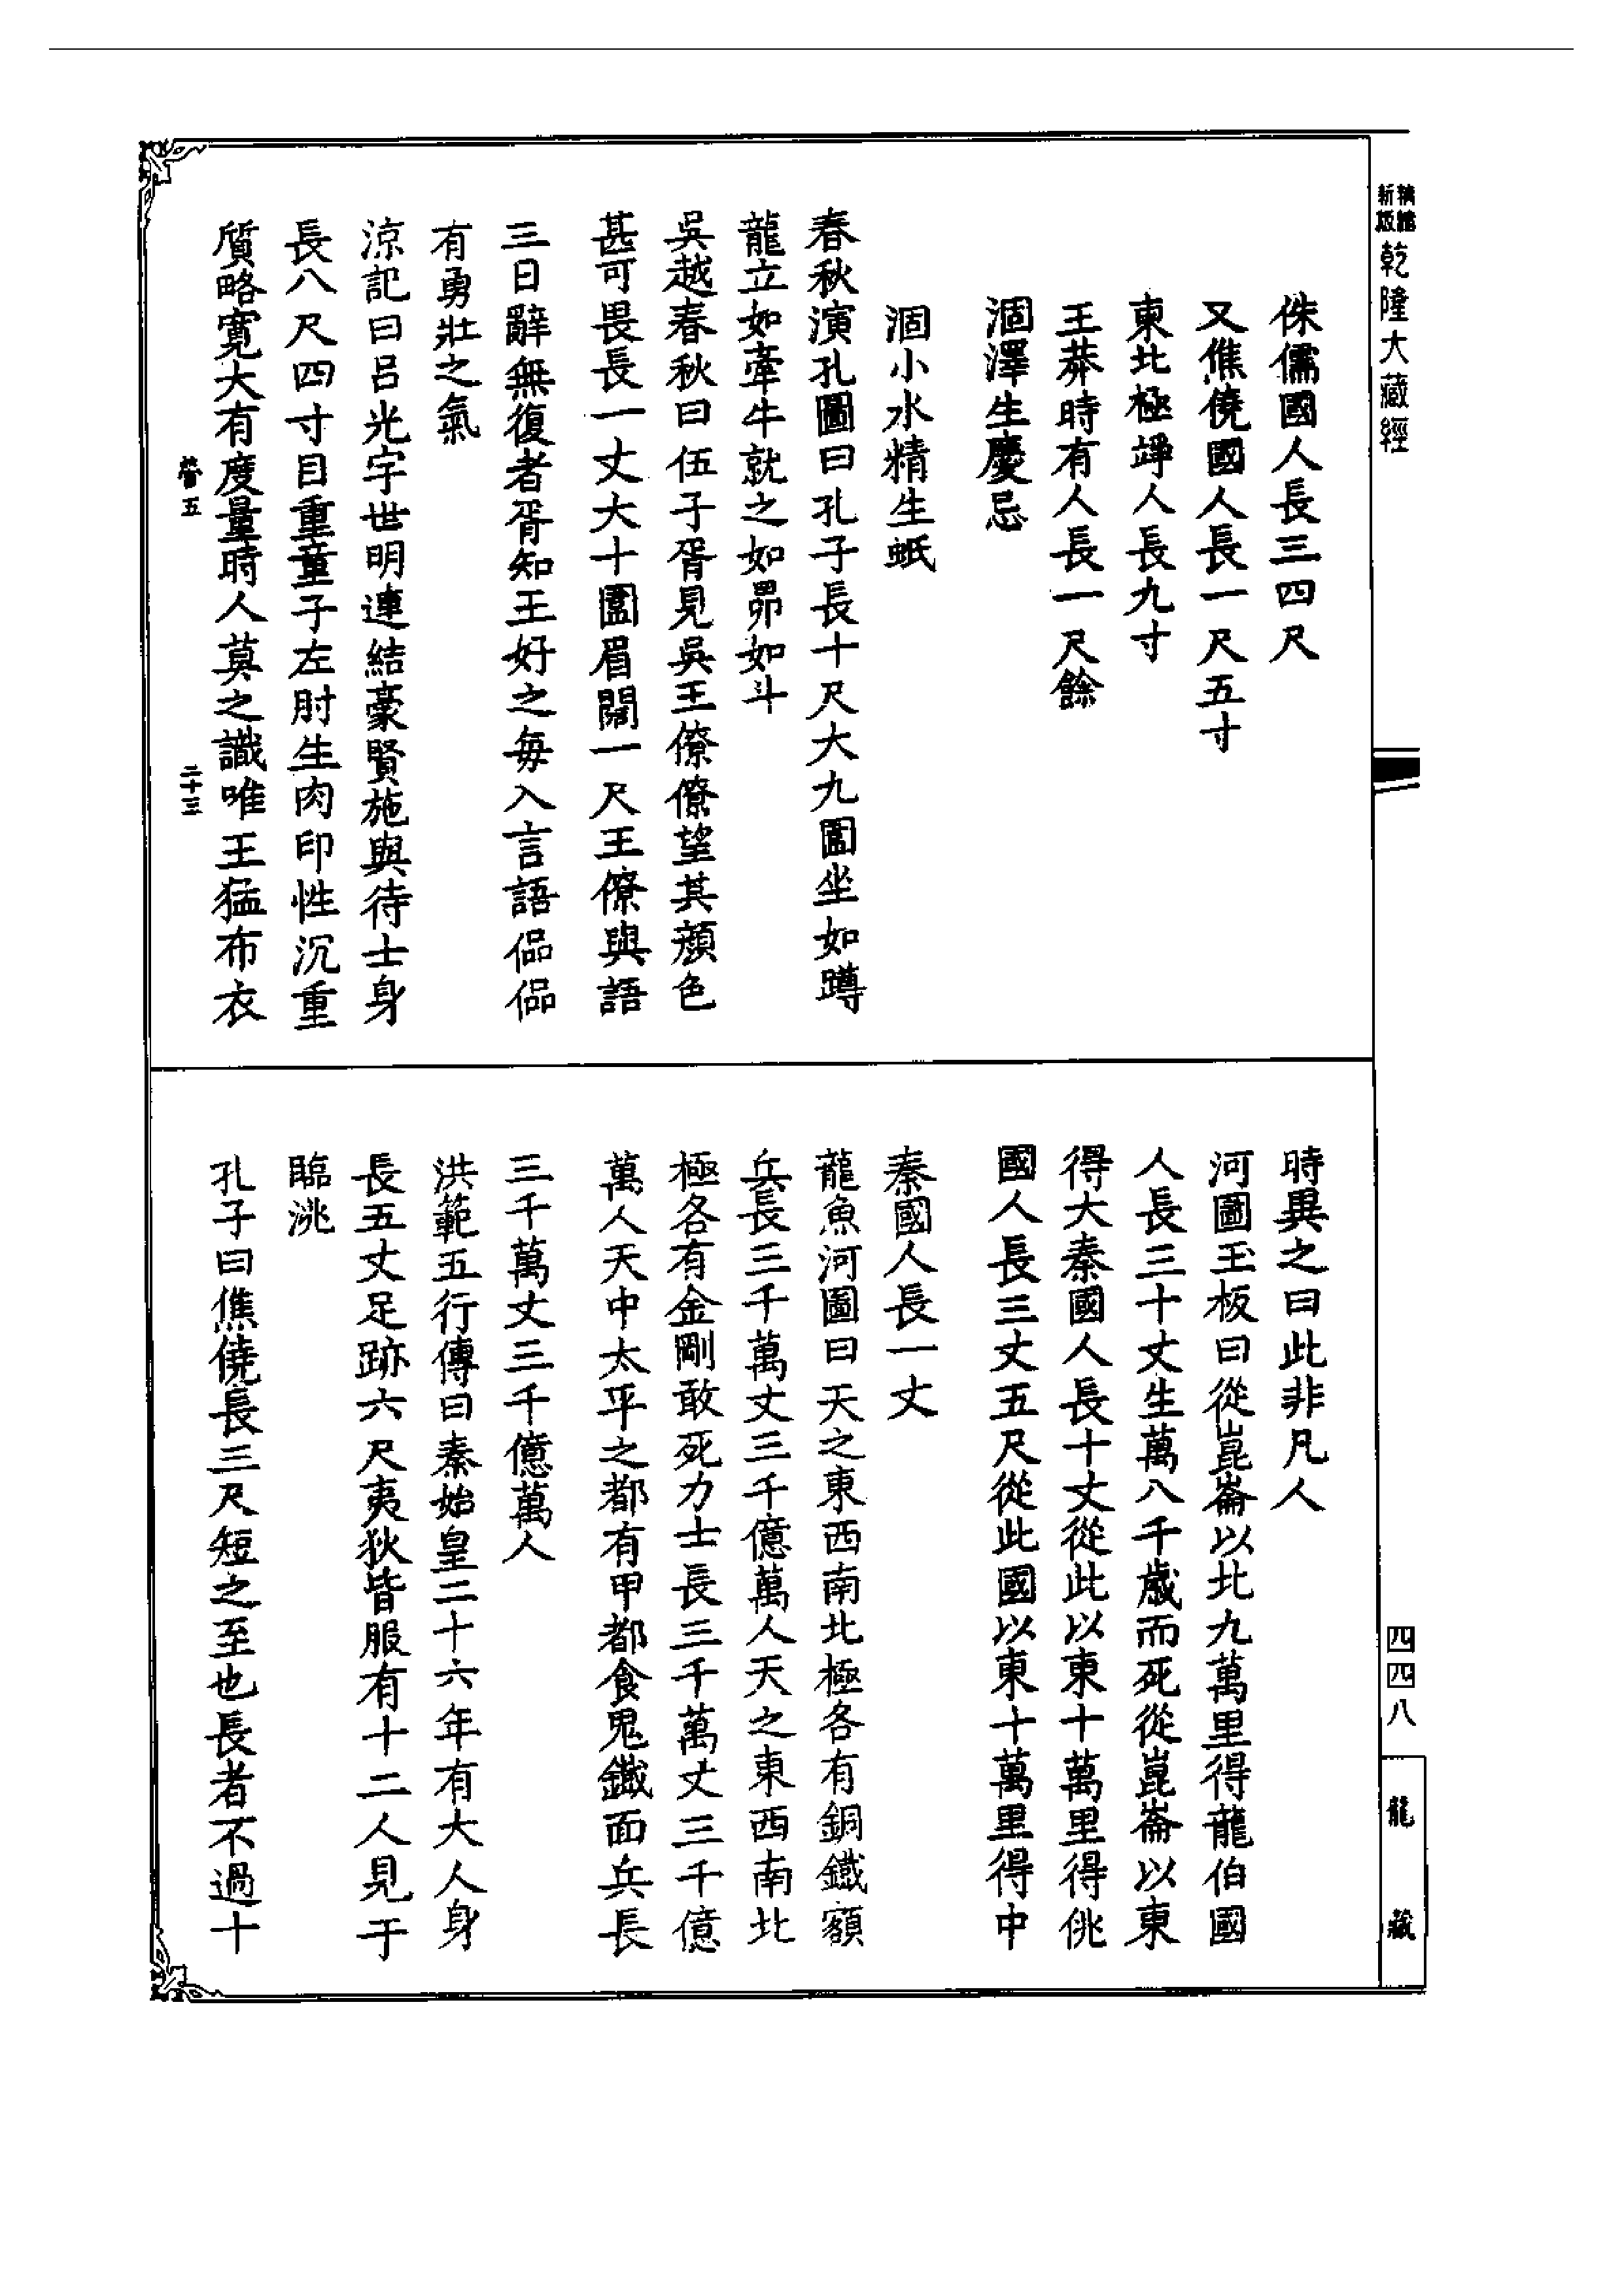 新版 精縮 乾隆大藏經
侏儒國人長三四尺
又僬僥國人長一尺五寸
東北極竫人長九寸
王莽時有人長一尺餘
涸澤生慶忌
涸小水精生蚳
春秋演孔圖曰孔子長十尺大九圍坐如蹲
龍立如牽牛就之如昴如斗
吳越春秋曰伍子胥見吳王僚僚望其顏色
甚可畏長一丈大十圍眉闊一尺王僚與語
三日辭無復者胥知王好之每入言語偘偘
有勇壯之氣
涼記曰呂光字世明連結豪賢施與待士身
長八尺四寸目重童子左肘生肉印性沉重
質略寬大有度量時人莫之識唯王猛布衣
營五 二十三
時異之曰此非凡人
河圖玉板曰從崑崙以北九萬里得龍伯國
人長三十丈生萬八千歲而死從崑崙以東
得大秦國人長十丈從此以東十萬里得佻
國人長三丈五尺從此國以東十萬里得中
秦國人長一丈
龍魚河圖曰天之東西南北極各有銅鐵額
兵長三千萬丈三千億萬人天之東西南北
極各有金剛敢死力士長三千萬丈三千億
萬人天中太平之都有甲都食鬼鐵面兵長
三千萬丈三千億萬人
洪範五行傳曰秦始皇二十六年有大人身
長五丈足跡六尺夷狄皆服有十二人見于
臨洮
孔子曰僬僥長三尺短之至也長者不過十
四四八
龍藏